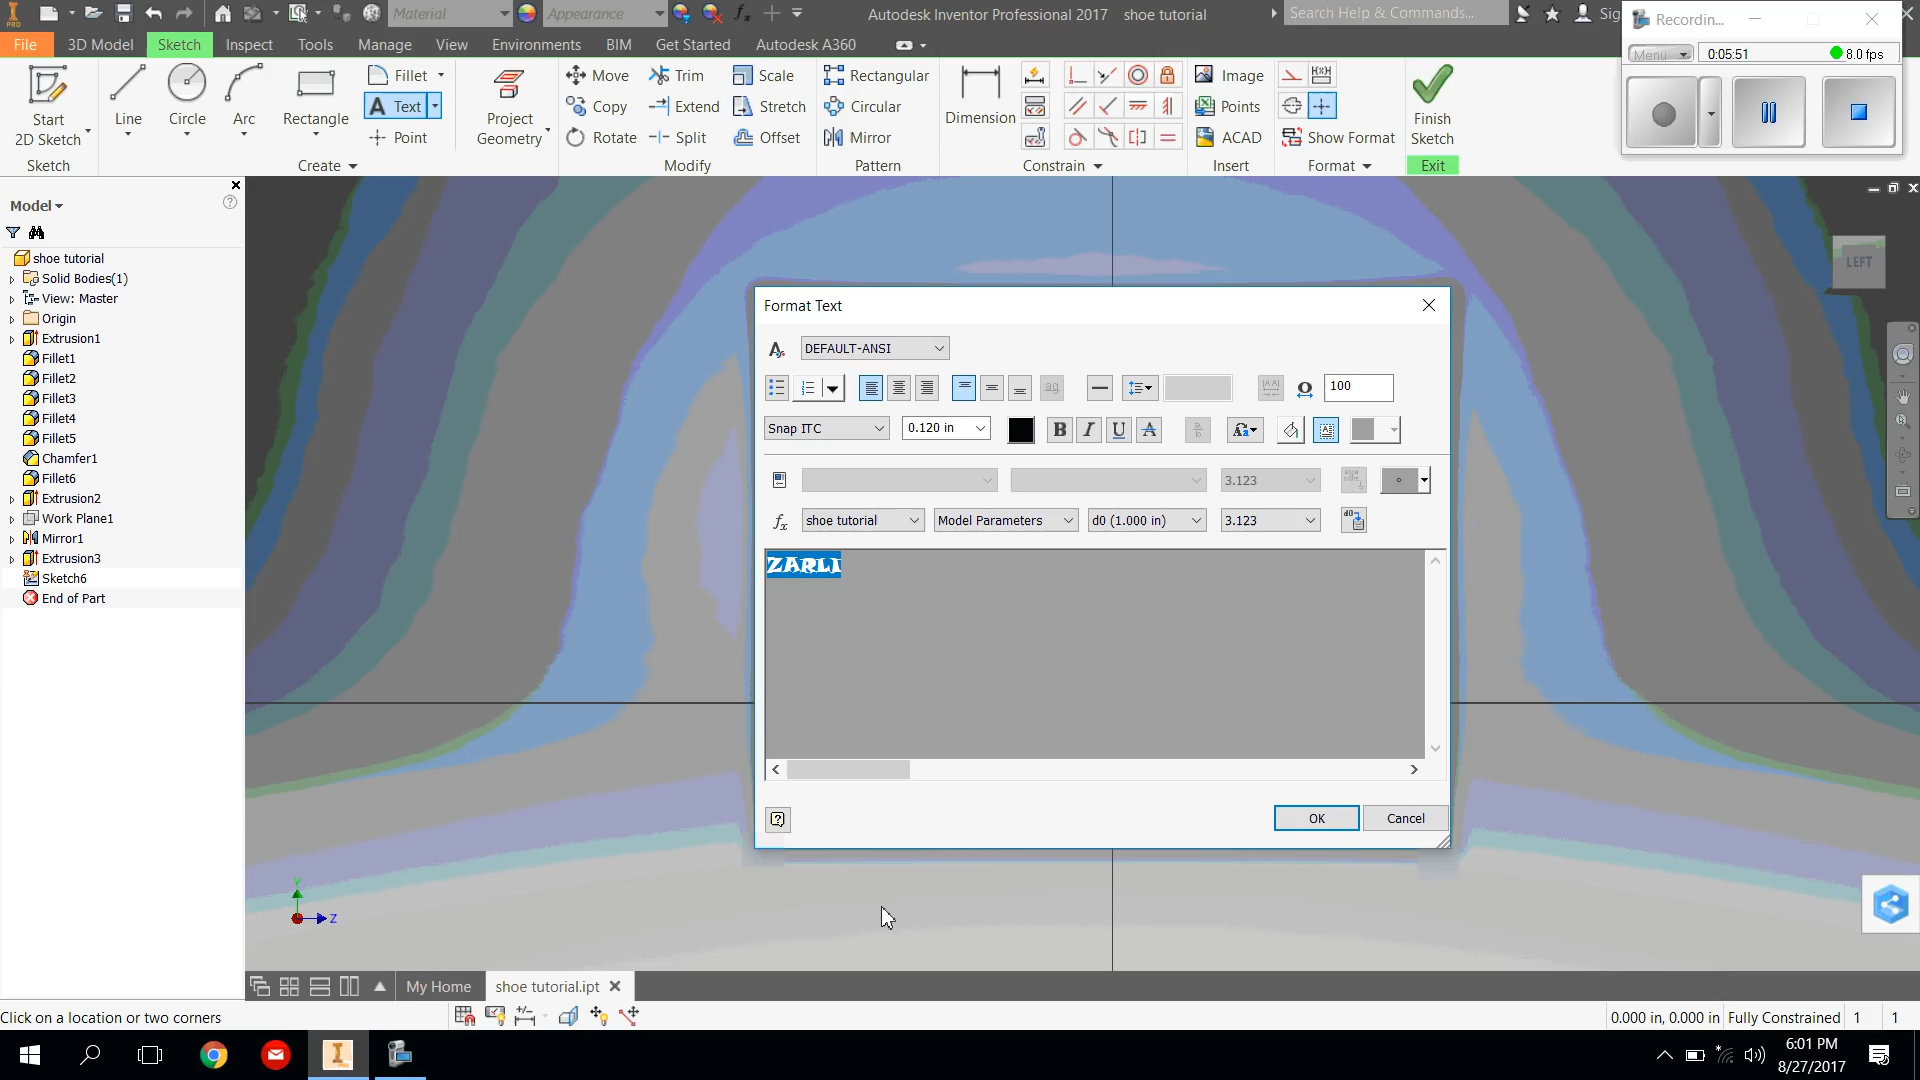 PRO
Material
Appearance
Autodesk Inventor Professional 2017 shoe tutorial
Search Help & Commands...
Sig
Recordin...
File
3D Model
Sketch
Inspect
Tools
Manage
View
Environments
BIM
Get Started
Autodesk A360
Menu
0:05:51
8.0 fps
Start
2D Sketch
Line
Circle
Arc
Rectangle
Fillet
A Text
Point
Project
Geometry
Move
Copy
Rotate
Trim
Extend
Split
Scale
Stretch
Offset
Rectangular
Circular
Mirror
Dimension
Image
Points
ACAD
Show Format
Finish
Sketch
Sketch
Create
Modify
Pattern
Constrain
Insert
Format
Exit
Model
shoe tutorial
Solid Bodies(1)
View: Master
Origin
Extrusion1
Fillet1
Fillet2
Fillet3
Fillet4
Fillet5
Chamfer1
Fillet6
Extrusion2
Work Plane1
Mirror1
Extrusion3
Sketch6
End of Part
LEFT
Format Text
DEFAULT-ANSI
100
Snap ITC
0.120 in
B I U A
3.123
fx shoe tutorial
Model Parameters
d0 (1.000 in)
3.123
ZARLI
OK
Cancel
Y
Z
My Home
shoe tutorial.ipt
Click on a location or two corners
0.000 in, 0.000 in
Fully Constrained
1
1
6:01 PM
8/27/2017